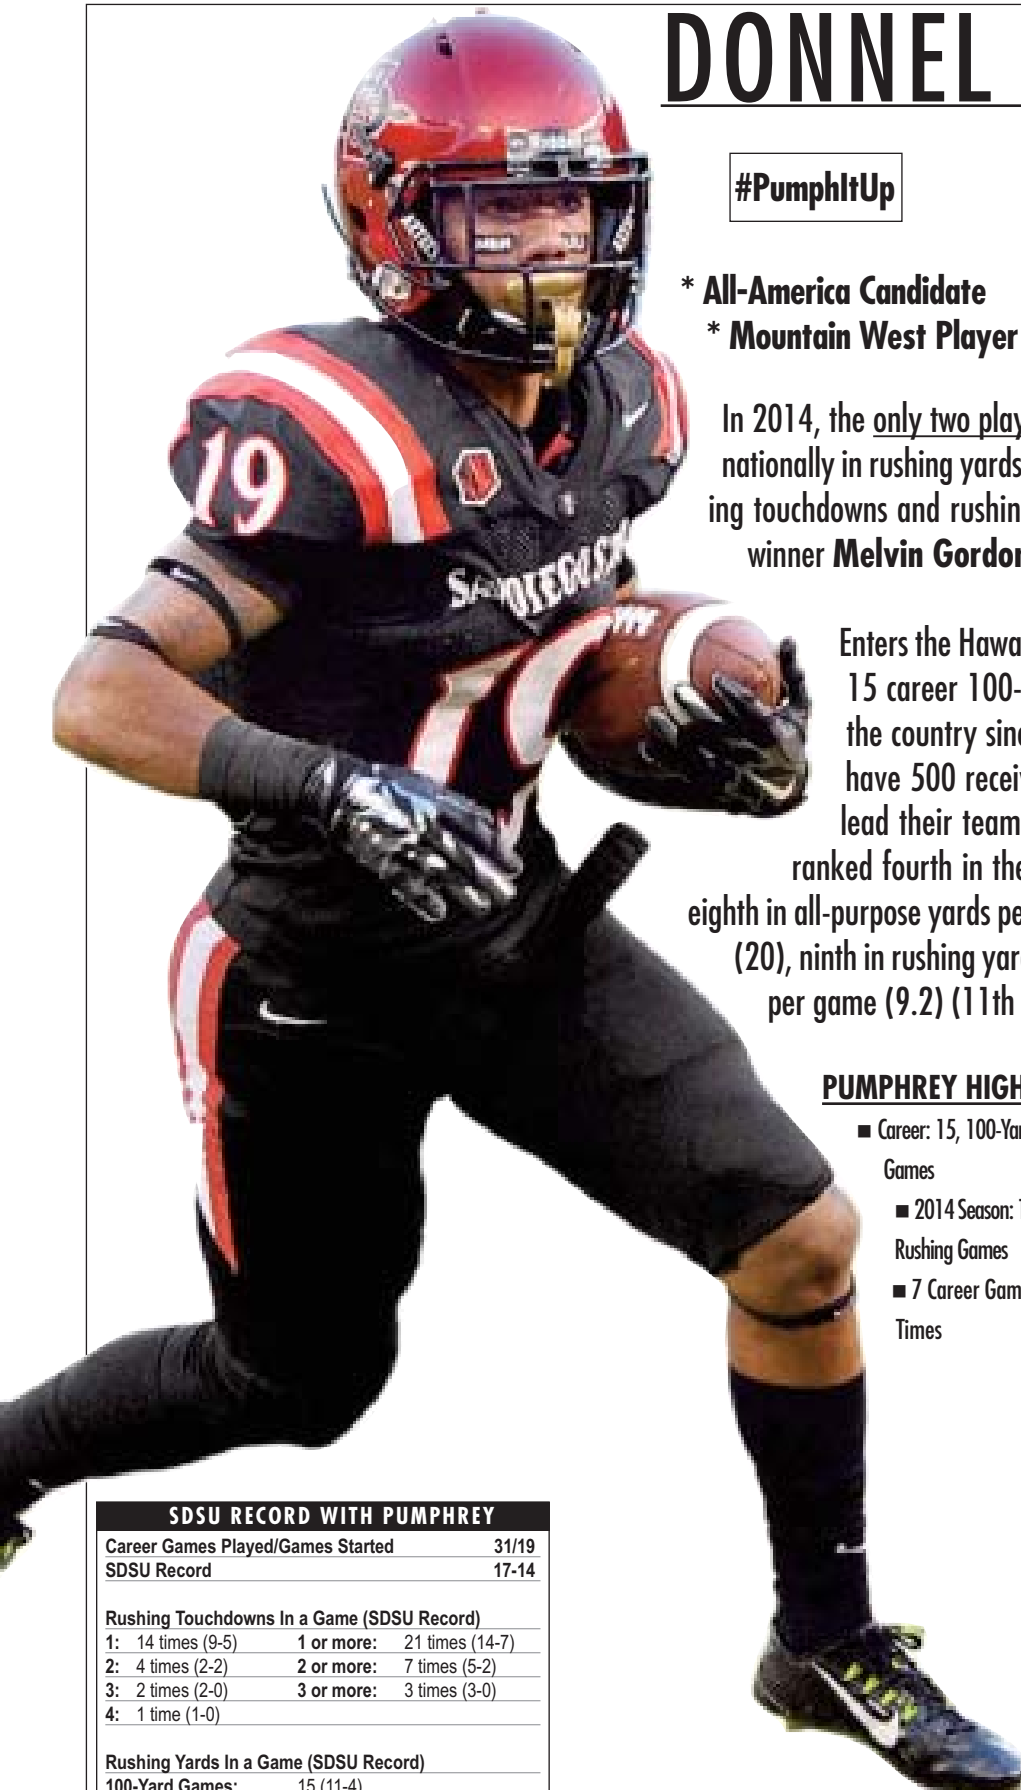 DONNEL
#PumphItUp
* All-America Candidate
* Mountain West Player
In 2014, the only two play
nationally in rushing yards
ing touchdowns and rushin
winner Melvin Gordon
Enters the Hawa
15 career 100-
the country sinc
have 500 recei
lead their team
ranked fourth in the
eighth in all-purpose yards pe
(20), ninth in rushing yar
per game (9.2) (11th
PUMPHREY HIGH
■ Career: 15, 100-Yar
Games
■ 2014 Season: 1
Rushing Games
■ 7 Career Gam
Times
19
SAN DIEGO ST
19
SDSU RECORD WITH PUMPHREY
Career Games Played/Games Started 31/19
SDSU Record 17-14
Rushing Touchdowns In a Game (SDSU Record)
1: 14 times (9-5) 1 or more: 21 times (14-7)
2: 4 times (2-2) 2 or more: 7 times (5-2)
3: 2 times (2-0) 3 or more: 3 times (3-0)
4: 1 time (1-0)
Rushing Yards In a Game (SDSU Record)
100-Yard Games: 15 (11-4)